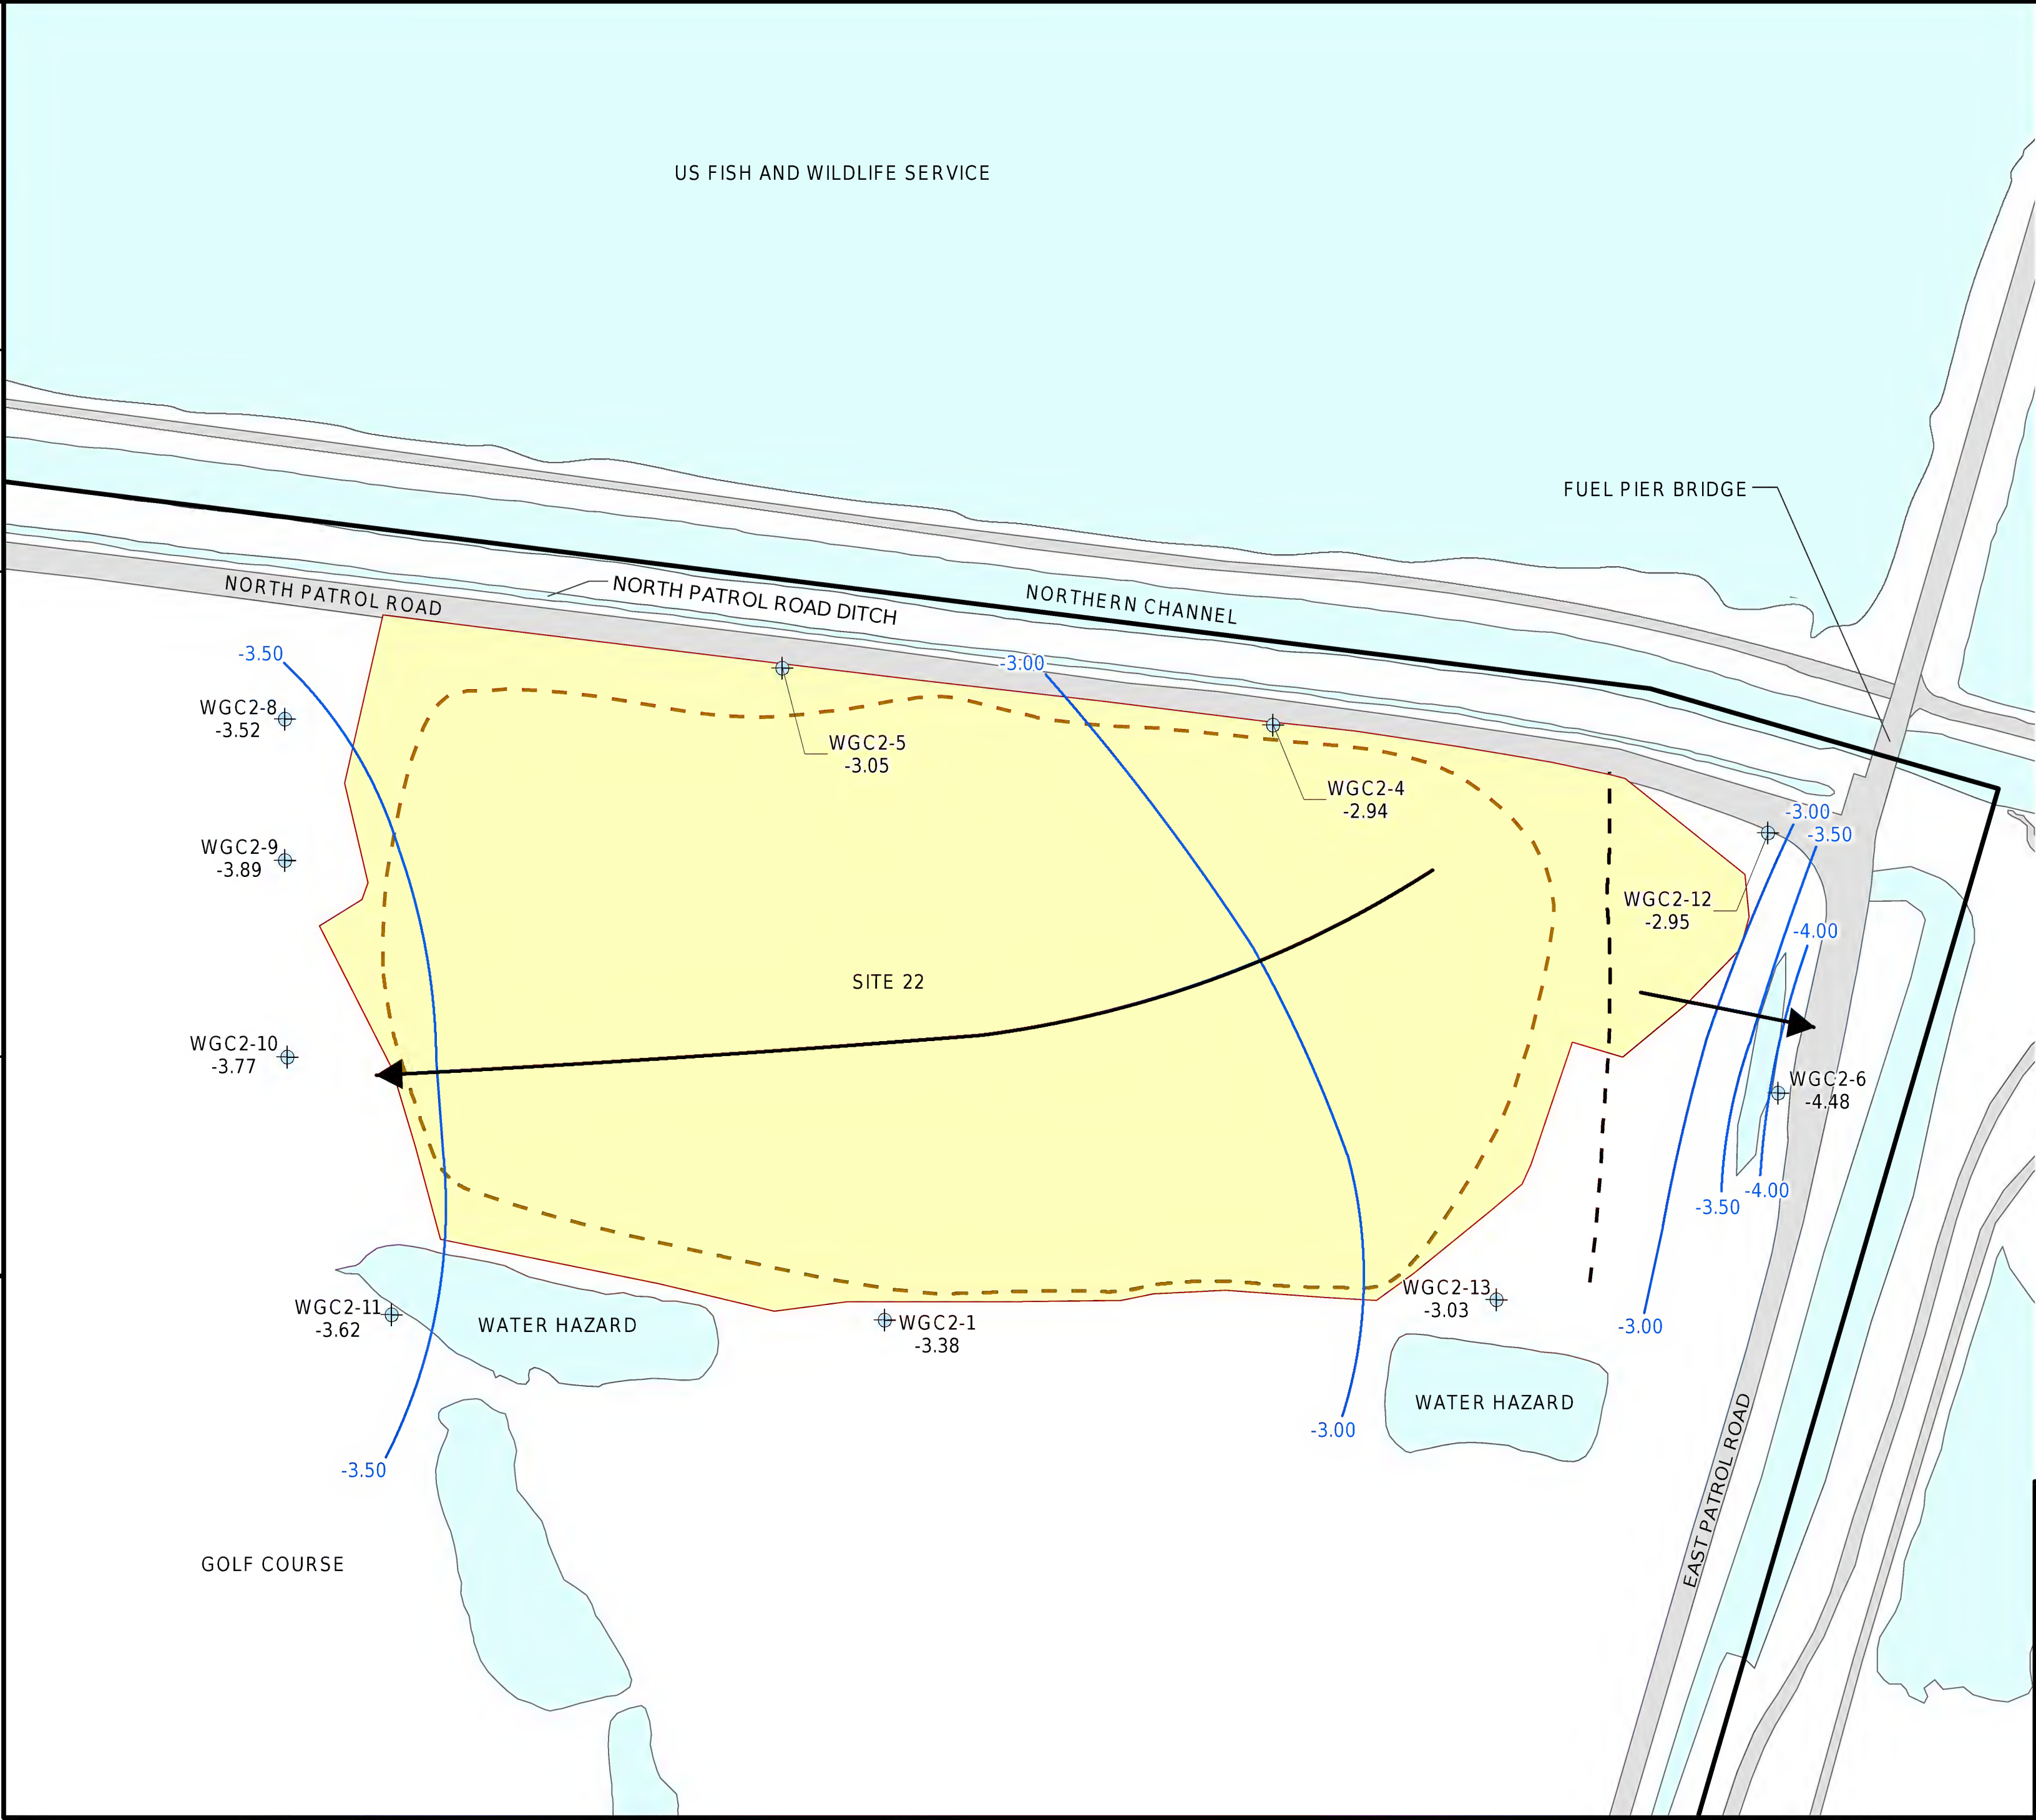 US FISH AND WILDLIFE SERVICE
FUEL PIER BRIDGE
NORTH PATROL ROAD
NORTH PATROL ROAD DITCH
NORTHERN CHANNEL
-3.50
-3.00
WGC2-8
-3.52
WGC2-5
-3.05
WGC2-4
-2.94
-3.00
-3.50
WGC2-9
-3.89
WGC2-12
-2.95
-4.00
SITE 22
WGC2-10
-3.77
WGC2-6
-4.48
-4.00
-3.50
WGC2-11
-3.62
WATER HAZARD
WGC2-1
-3.38
WGC2-13
-3.03
-3.00
WATER HAZARD
-3.00
-3.50
EAST PATROL ROAD
GOLF COURSE